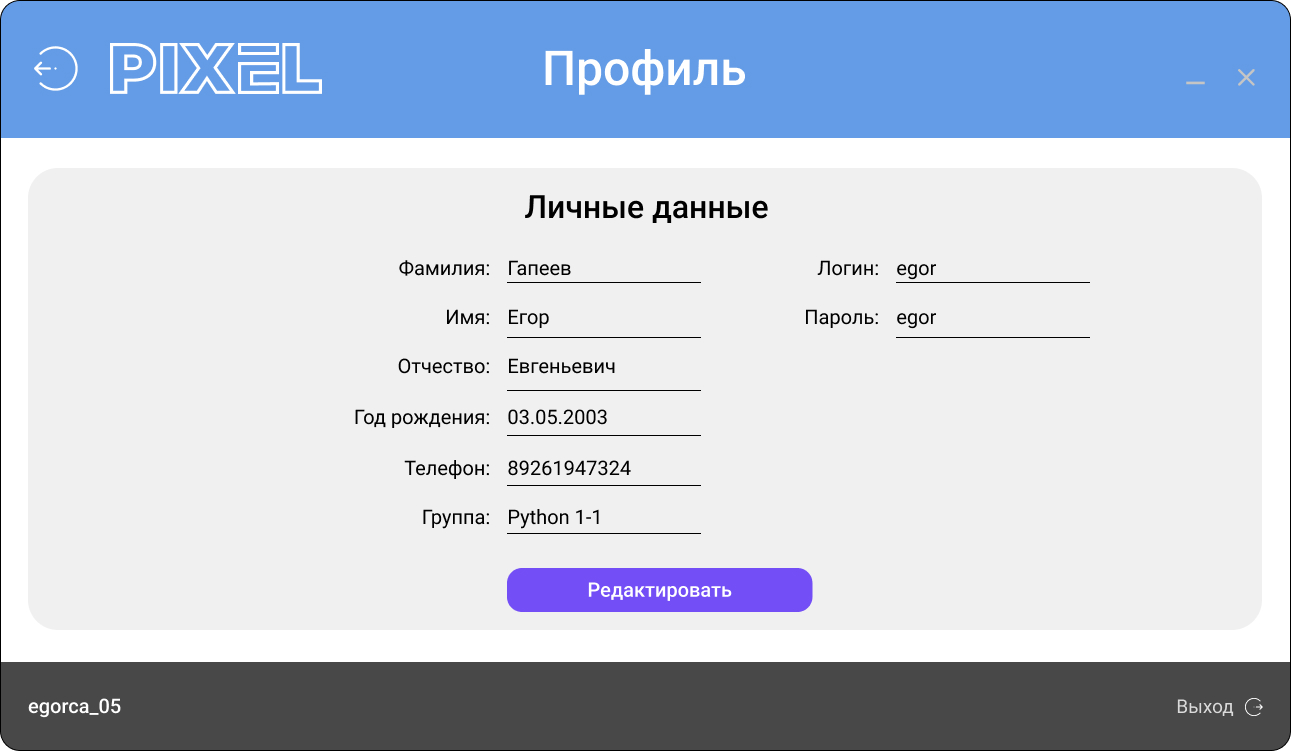 PIXEL
Профиль
Личные данные
Фамилия: Гапеев
Логин: egor
Имя: Егор
Пароль: egor
Отчество: Евгеньевич
Год рождения: 03.05.2003
Телефон: 89261947324
Группа: Python 1-1
Редактировать
egorca_05
Выход